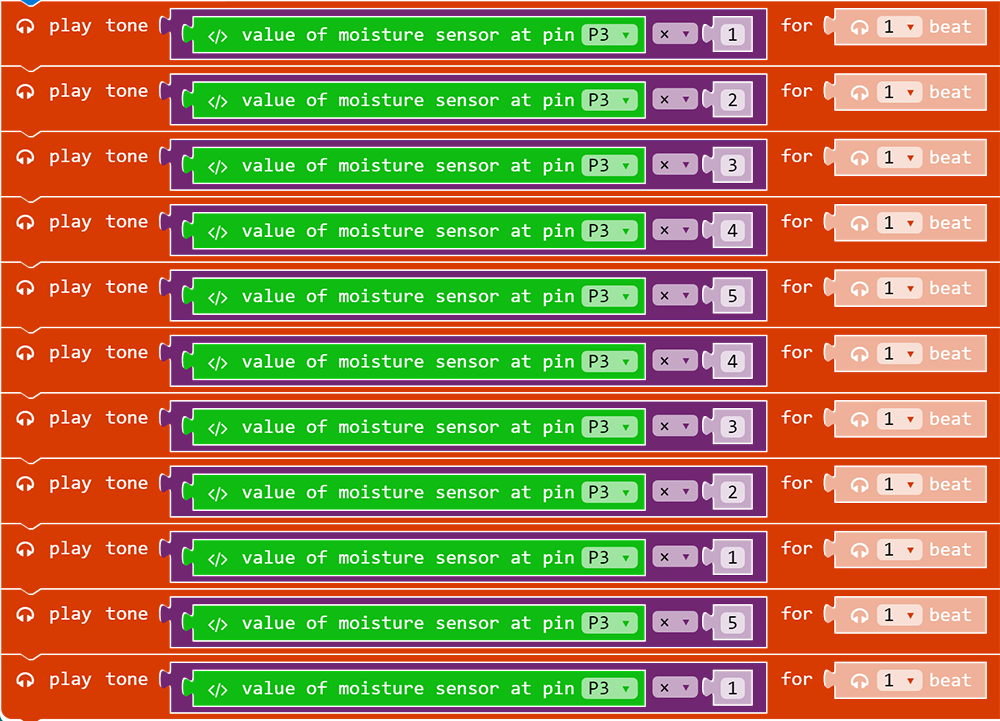 play tone </> value of moisture sensor at pin P3 × 1 for 1 beat
play tone </> value of moisture sensor at pin P3 × 2 for 1 beat
play tone </> value of moisture sensor at pin P3 × 3 for 1 beat
play tone </> value of moisture sensor at pin P3 × 4 for 1 beat
play tone </> value of moisture sensor at pin P3 × 5 for 1 beat
play tone </> value of moisture sensor at pin P3 × 4 for 1 beat
play tone </> value of moisture sensor at pin P3 × 3 for 1 beat
play tone </> value of moisture sensor at pin P3 × 2 for 1 beat
play tone </> value of moisture sensor at pin P3 × 1 for 1 beat
play tone </> value of moisture sensor at pin P3 × 5 for 1 beat
play tone </> value of moisture sensor at pin P3 × 1 for 1 beat